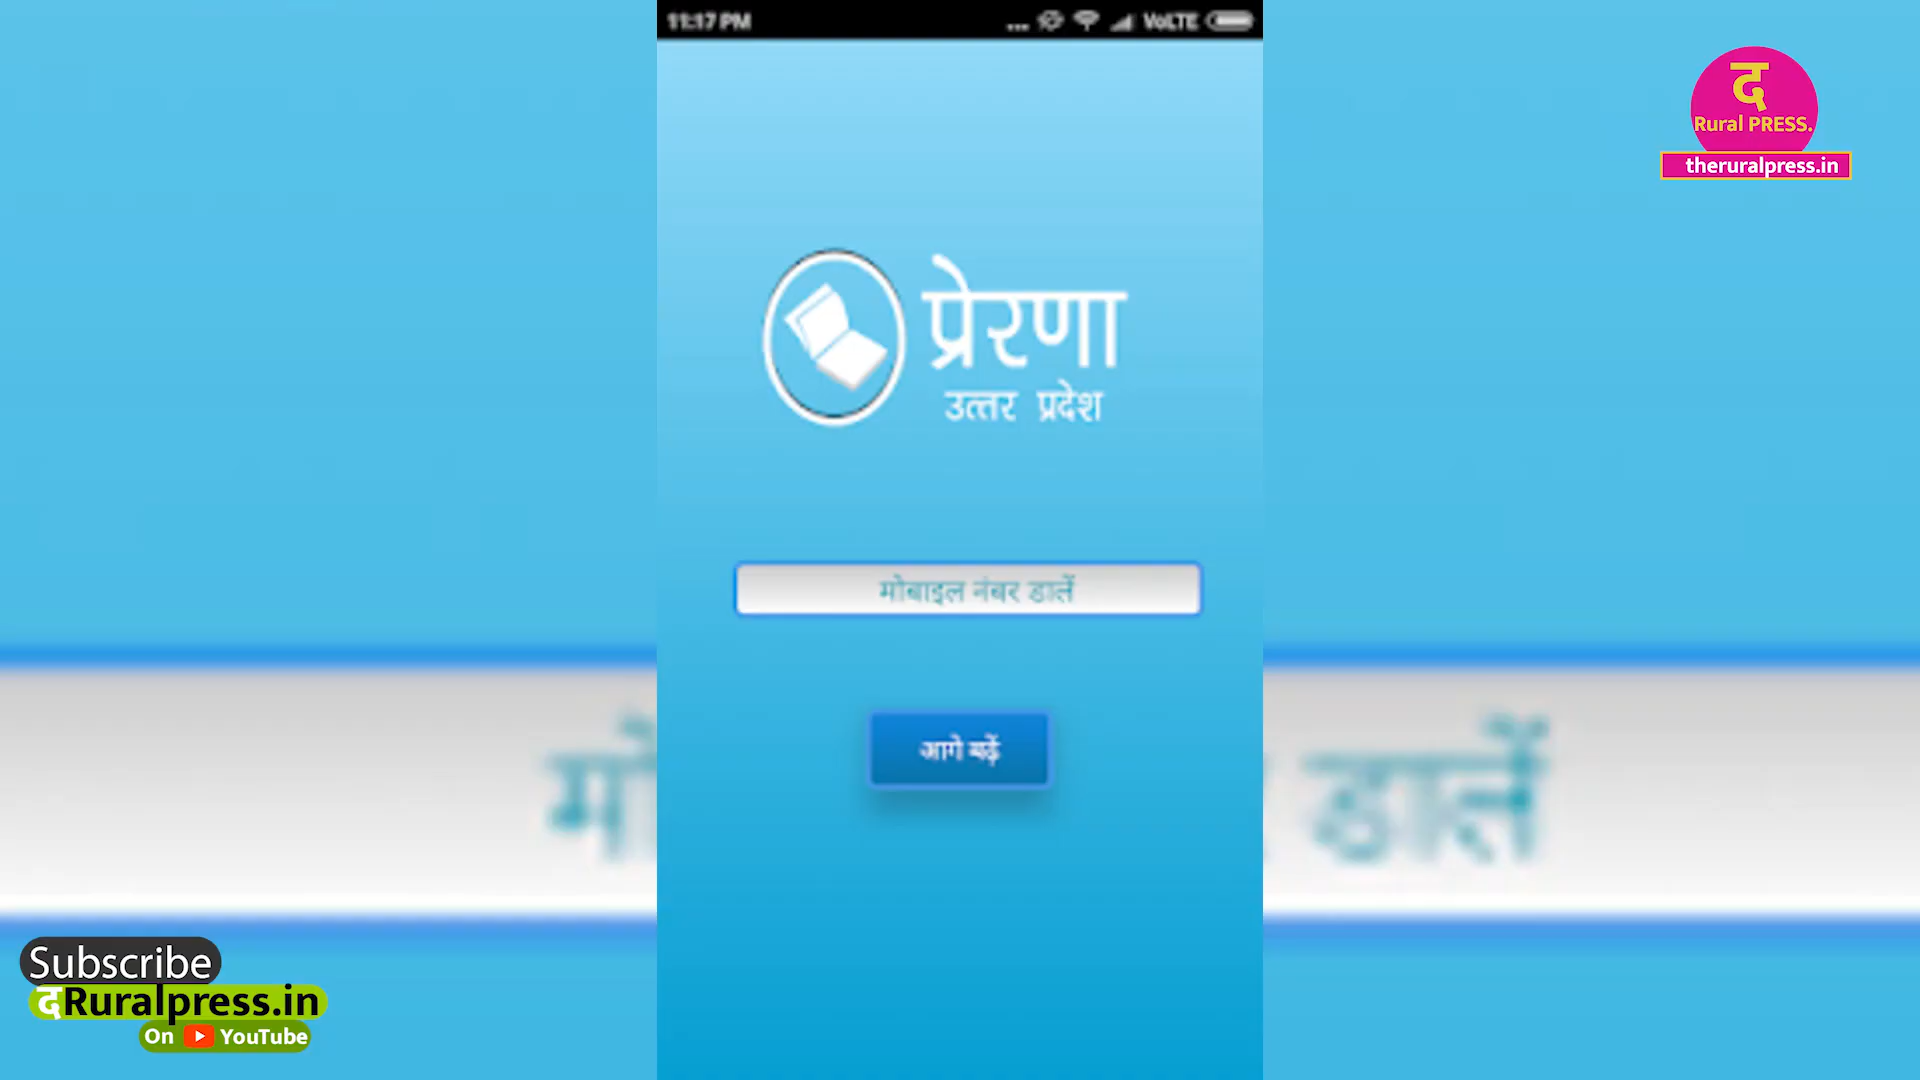 11:17 PM
VoLTE
द
Rural PRESS.
theruralpress.in
प्रेरणा
उत्तर प्रदेश
मोबाइल नंबर डालें
आगे बढ़ें
डालें
Subscribe
दRuralpress.in
On YouTube